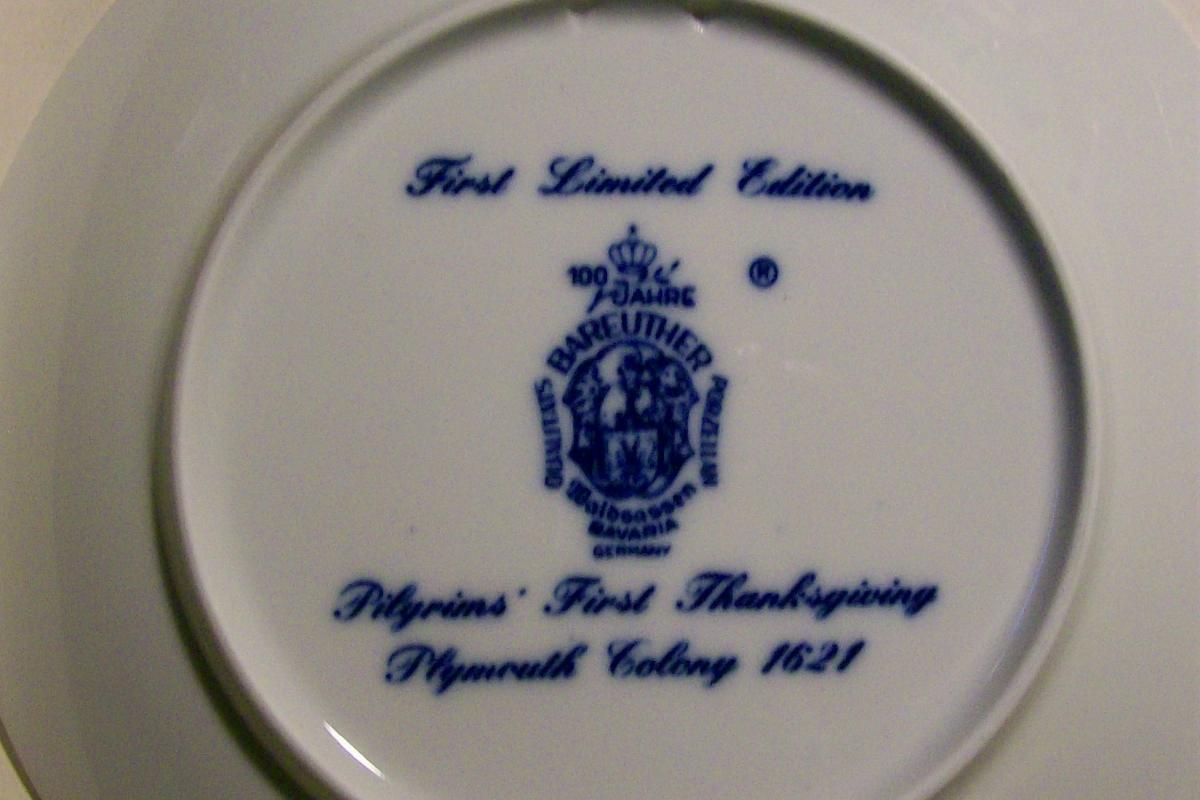 First Limited Edition
100 JAHRE
®
BAREUTHER
QUALITÄTS
PORZELLAN
Waldsassen
BAVARIA
GERMANY
Pilgrims' First Thanksgiving
Plymouth Colony 1621